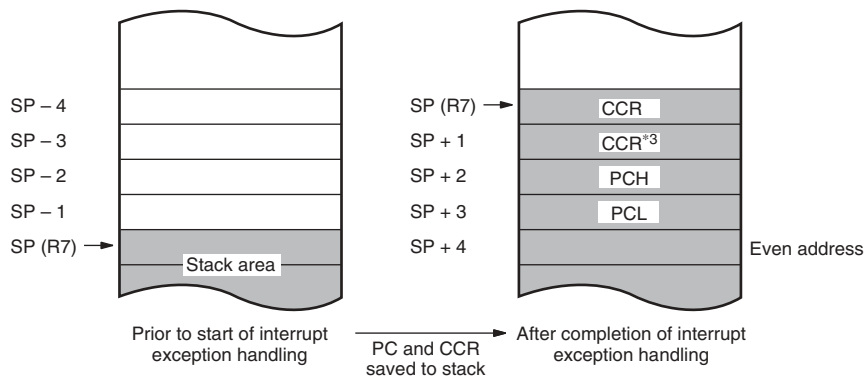 SP – 4
SP – 3
SP – 2
SP – 1
SP (R7)
Stack area
SP (R7)
SP + 1
SP + 2
SP + 3
SP + 4
CCR
CCR*3
PCH
PCL
Even address
Prior to start of interrupt
exception handling
PC and CCR
saved to stack
After completion of interrupt
exception handling